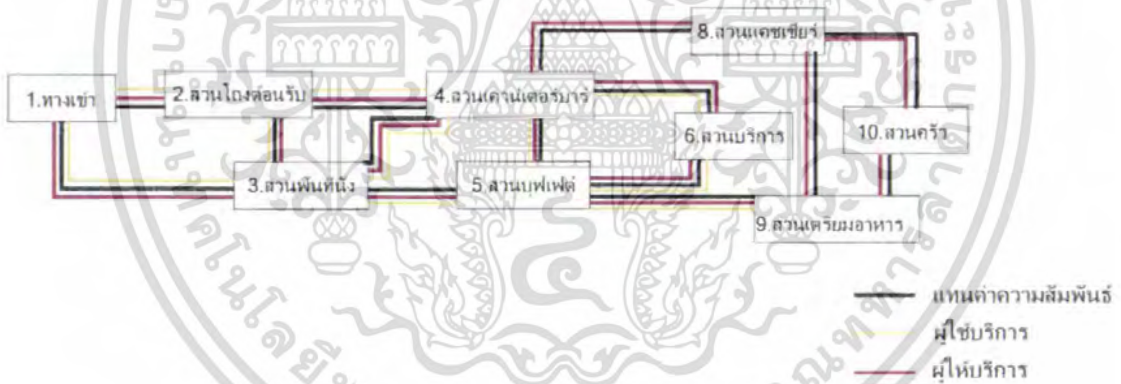 8.ส่วนแคชเชียร์
1.ทางเข้า
2.ส่วนโถงต้อนรับ
4.ส่วนเคาน์เตอร์บาร์
6.ส่วนบริการ
10.ส่วนครัว
3.ส่วนพื้นที่นั่ง
5.ส่วนบุฟเฟ่ต์
9.ส่วนเตรียมอาหาร
แทนค่าความสัมพันธ์
ผู้ใช้บริการ
ผู้ให้บริการ